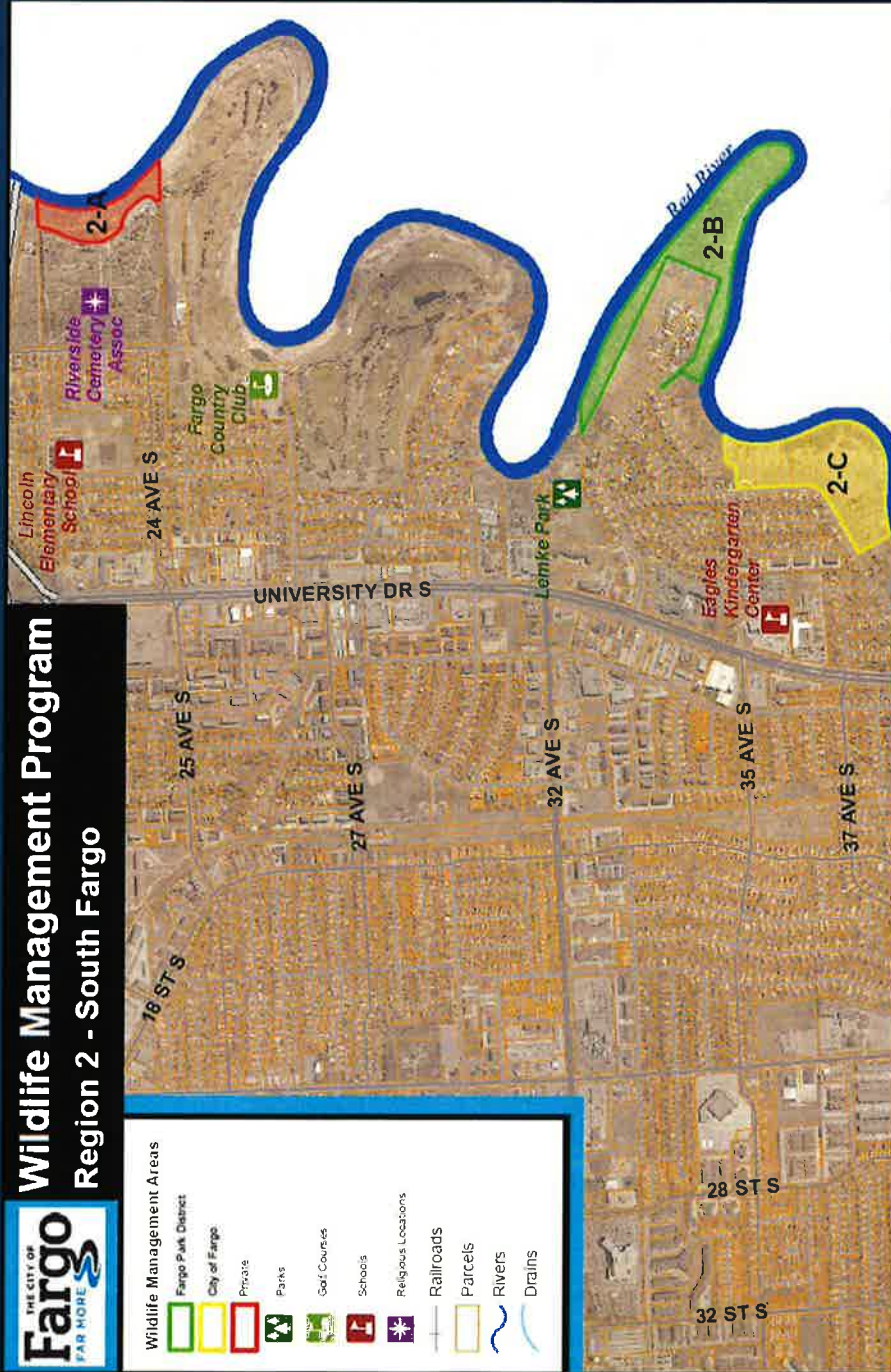 THE CITY OF
Fargo
FAR MORE
Wildlife Management Program
Region 2 - South Fargo
Wildlife Management Areas
Fargo Park District
City of Fargo
Private
Parks
Golf Courses
Schools
Religious Locations
Railroads
Parcels
Rivers
Drains
Lincoln
Elementary
School
Riverside
Cemetery
Assoc
2-A
24 AVE S
Fargo
Country
Club
18 ST S
25 AVE S
UNIVERSITY DR S
27 AVE S
Lemke Park
32 AVE S
Red River
2-B
Eagles
Kindergarten
Center
2-C
35 AVE S
37 AVE S
28 ST S
32 ST S